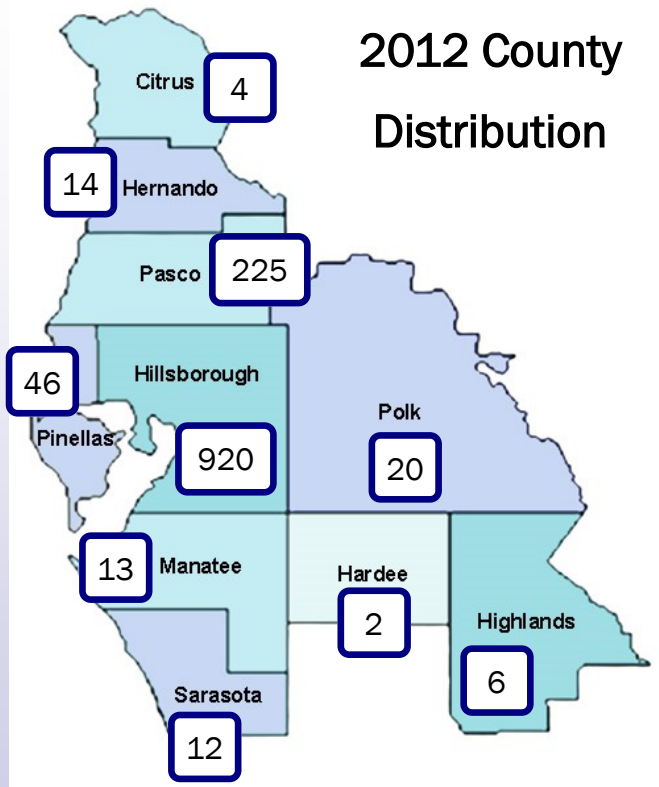 2012 County
Distribution
Citrus
4
14
Hernando
Pasco
225
46
Hillsborough
Pinellas
920
Polk
20
13
Manatee
Hardee
2
Highlands
6
Sarasota
12